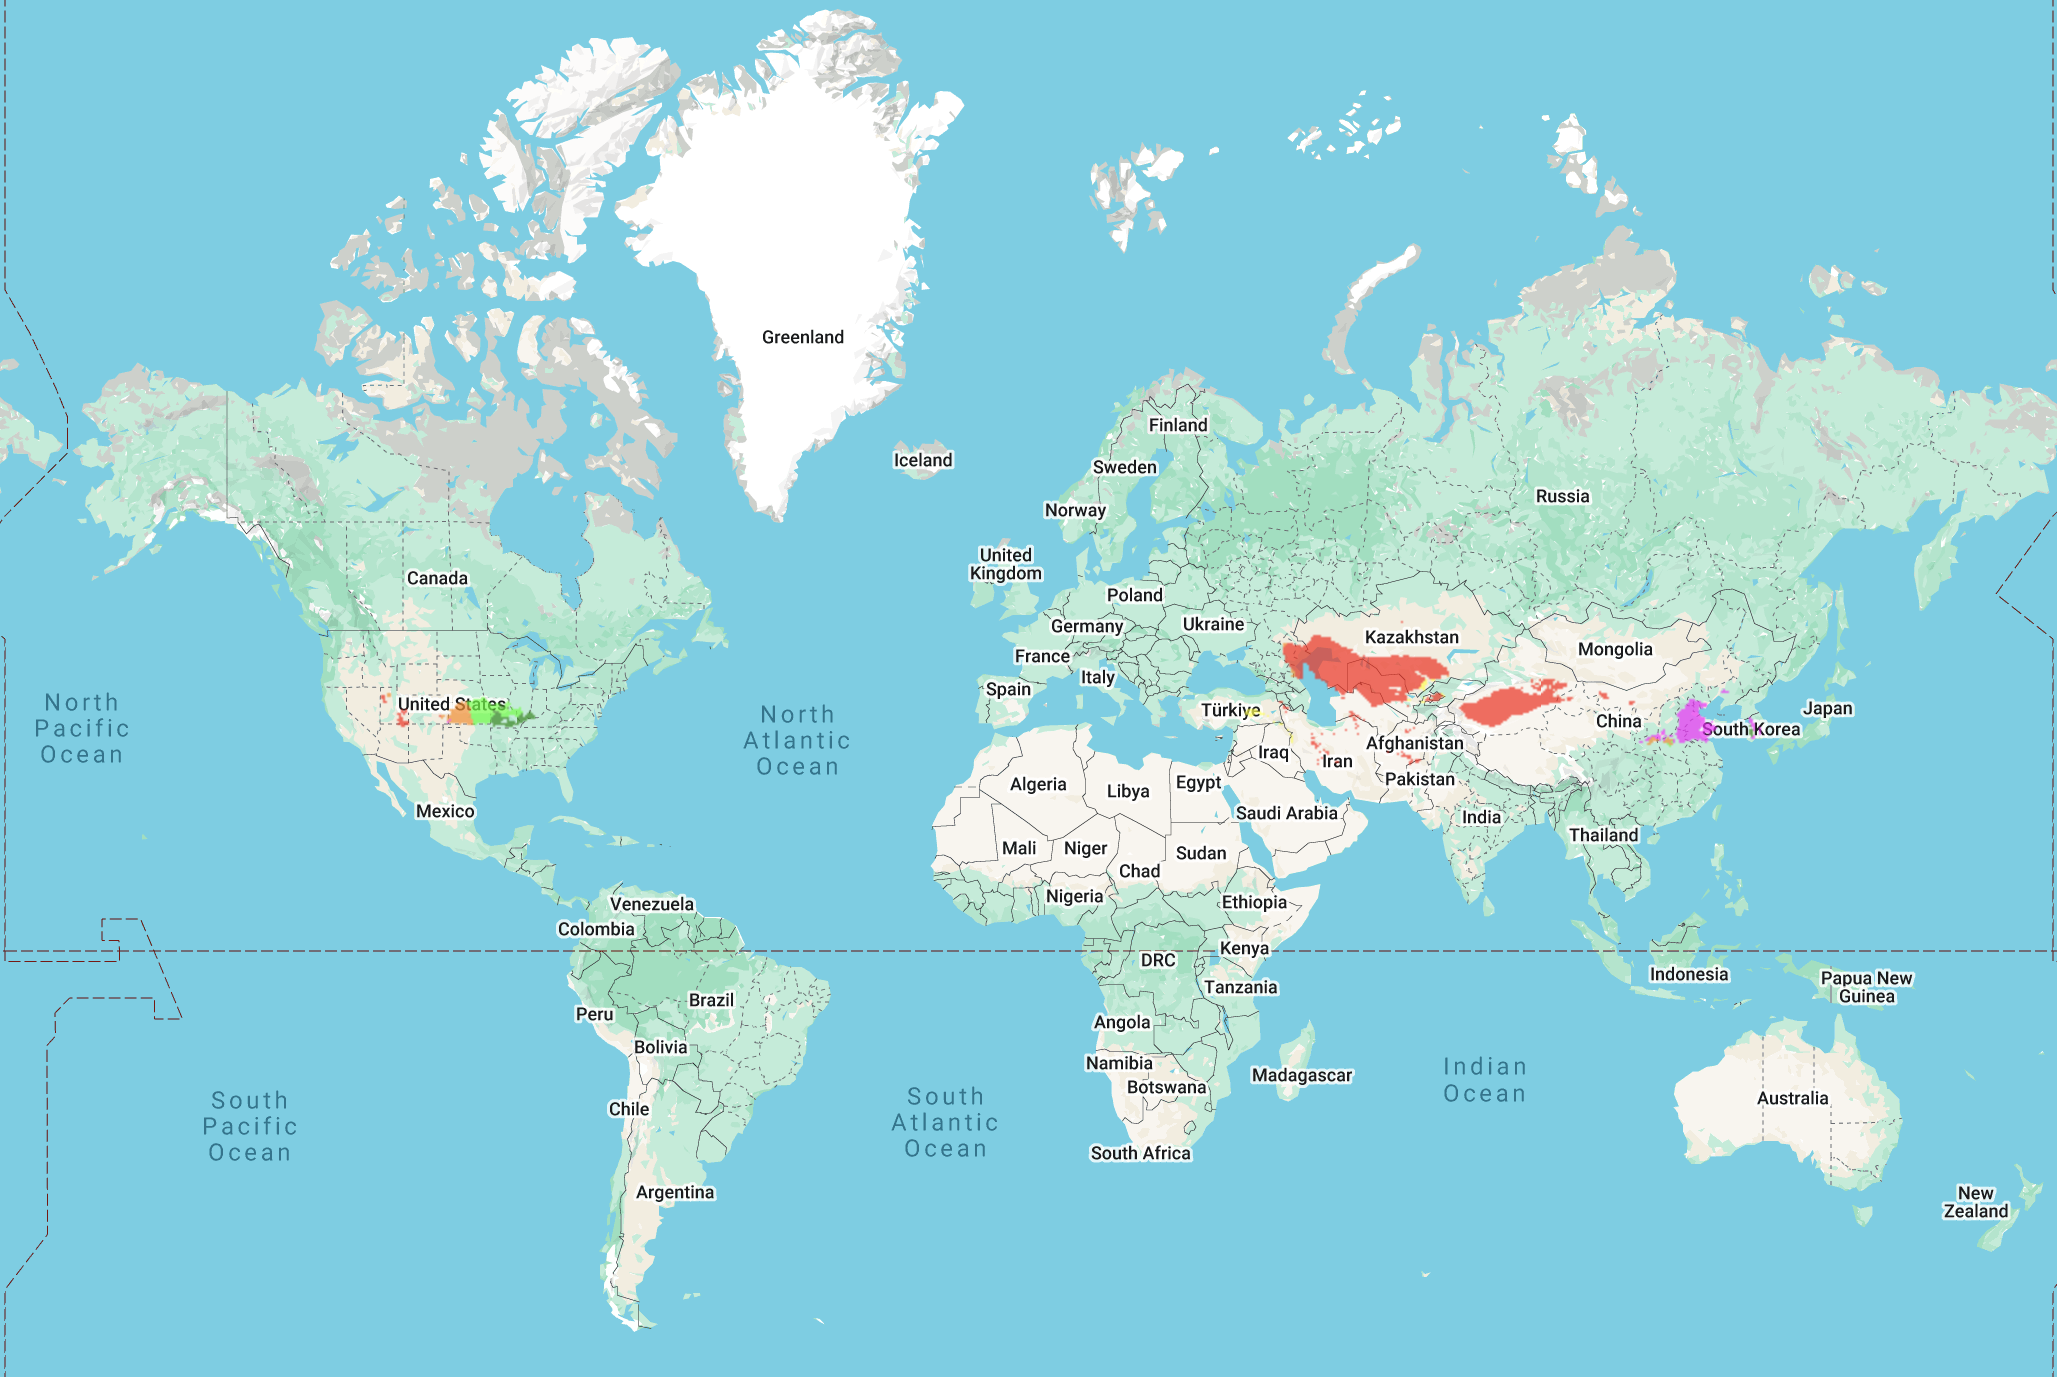 Greenland
Iceland
Finland
Sweden
Norway
Russia
United
Kingdom
Canada
Poland
Germany
Ukraine
France
Kazakhstan
Mongolia
Italy
Spain
North
Pacific
Ocean
United States
North
Atlantic
Ocean
Türkiye
China
South Korea
Japan
Iraq
Iran
Afghanistan
Pakistan
Algeria
Libya
Egypt
Saudi Arabia
India
Thailand
Mexico
Mali
Niger
Chad
Sudan
Nigeria
Ethiopia
Venezuela
Colombia
Kenya
DRC
Tanzania
Indonesia
Papua New
Guinea
Brazil
Peru
Bolivia
Angola
Namibia
Botswana
Madagascar
Indian
Ocean
South
Pacific
Ocean
Chile
South
Atlantic
Ocean
Australia
South Africa
Argentina
New
Zealand